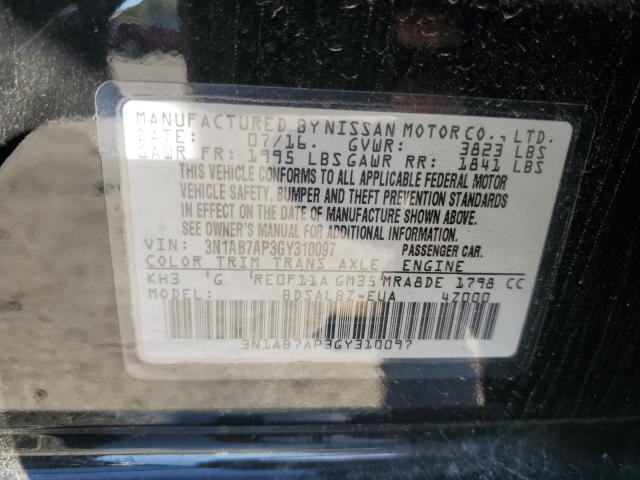 MANUFACTURED BY NISSAN MOTOR CO., LTD.
DATE: 07/16. GVWR: 3823 LBS
GAWR FR: 1995 LBS GAWR RR: 1841 LBS
THIS VEHICLE CONFORMS TO ALL APPLICABLE FEDERAL MOTOR
VEHICLE SAFETY, BUMPER AND THEFT PREVENTION STANDARDS
IN EFFECT ON THE DATE OF MANUFACTURE SHOWN ABOVE.
SEE OWNER'S MANUAL FOR ADDITIONAL INFORMATION.
VIN: 3N1AB7AP3GY310097 PASSENGER CAR.
COLOR TRIM TRANS AXLE ENGINE
KH3 'G RE0F11A GM35 MRA8DE 1798 CC
BDSALBZ-EUA 4Z000
3N1AB7AP3GY310097